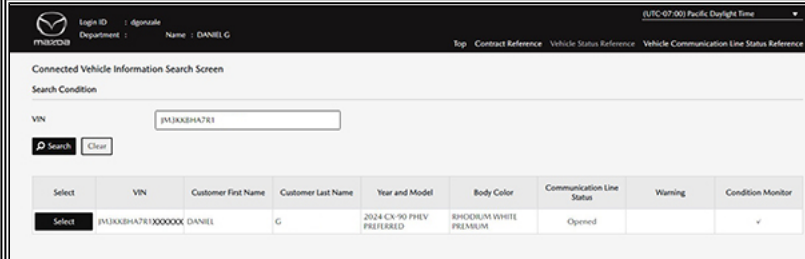 (UTC-07:00) Pacific Daylight Time
Login ID : dgonzale
Department : Name : DANIEL G
mazda
Top Contract Reference Vehicle Status Reference Vehicle Communication Line Status Reference
Connected Vehicle Information Search Screen
Search Condition
VIN JM3KKBHA7R1
Search Clear
Select VIN Customer First Name Customer Last Name Year and Model Body Color Communication Line Status Warning Condition Monitor
Select JM3KKBHA7R1XXXXXX DANIEL G 2024 CX-90 PHEV PREFERRED RHODIUM WHITE PREMIUM Opened √